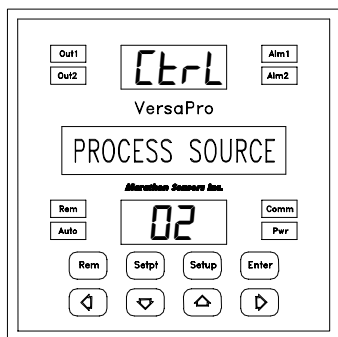 Out1 CtrL Alm1
Out2 Alm2
VersaPro
PROCESS SOURCE
Marathon Sensors Inc.
Rem 02 Comm
Auto Pwr
Rem Setpt Setup Enter